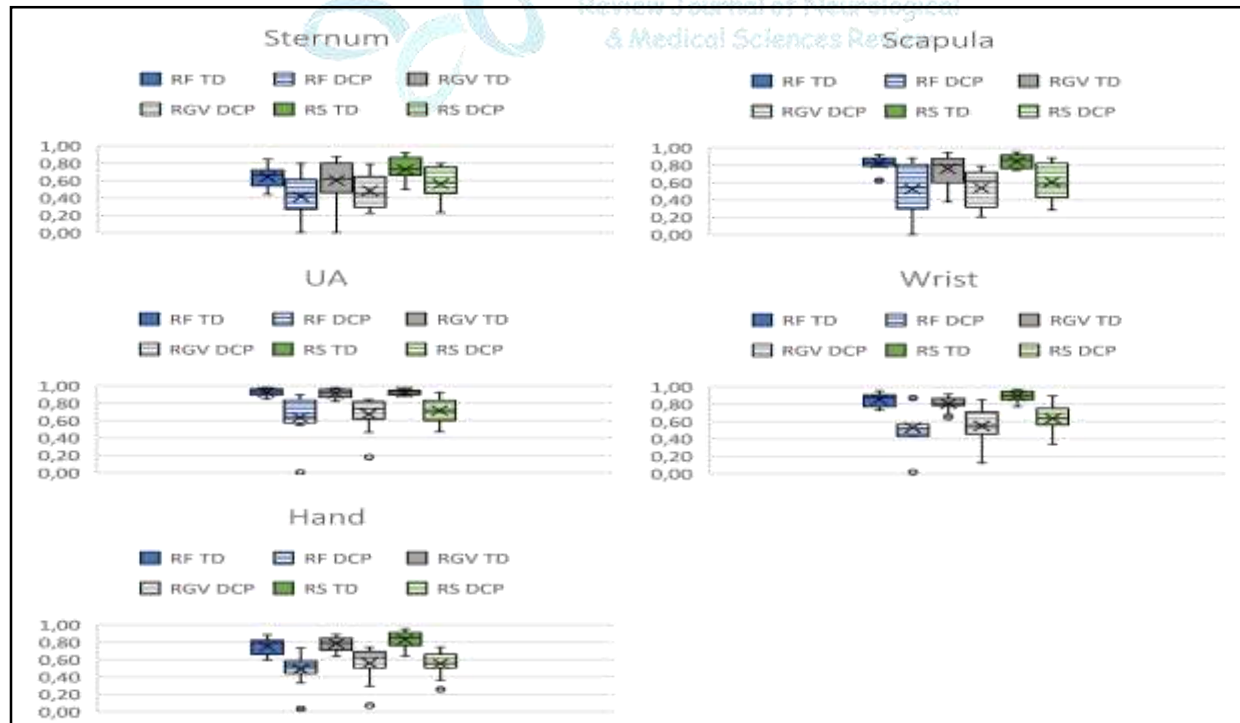 Review Journal of Neurological
& Medical Sciences Review
Sternum
RF TD RF DCP RGV TD
RGV DCP RS TD RS DCP
1,00
0,80
0,60
0,40
0,20
0,00
Scapula
RF TD RF DCP RGV TD
RGV DCP RS TD RS DCP
1,00
0,80
0,60
0,40
0,20
0,00
UA
RF TD RF DCP RGV TD
RGV DCP RS TD RS DCP
1,00
0,80
0,60
0,40
0,20
0,00
Wrist
RF TD RF DCP RGV TD
RGV DCP RS TD RS DCP
1,00
0,80
0,60
0,40
0,20
0,00
Hand
RF TD RF DCP RGV TD
RGV DCP RS TD RS DCP
1,00
0,80
0,60
0,40
0,20
0,00